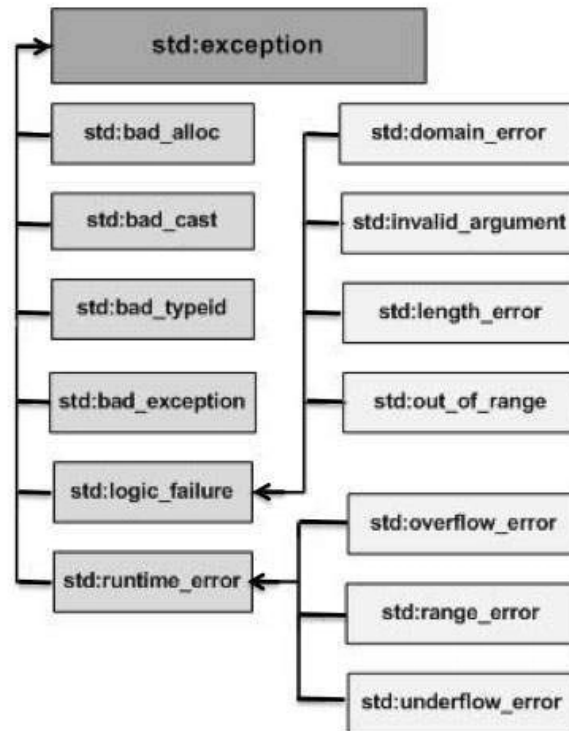 std:exception
std:bad_alloc
std:bad_cast
std:bad_typeid
std:bad_exception
std:logic_failure
std:runtime_error
std:domain_error
std:invalid_argument
std:length_error
std:out_of_range
std:overflow_error
std:range_error
std:underflow_error